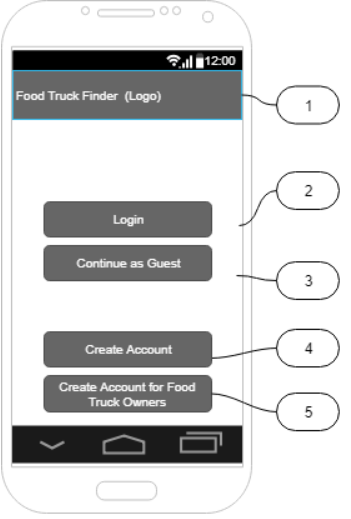 12:00
Food Truck Finder (Logo)
1
2
Login
Continue as Guest
3
Create Account
4
Create Account for Food
Truck Owners
5